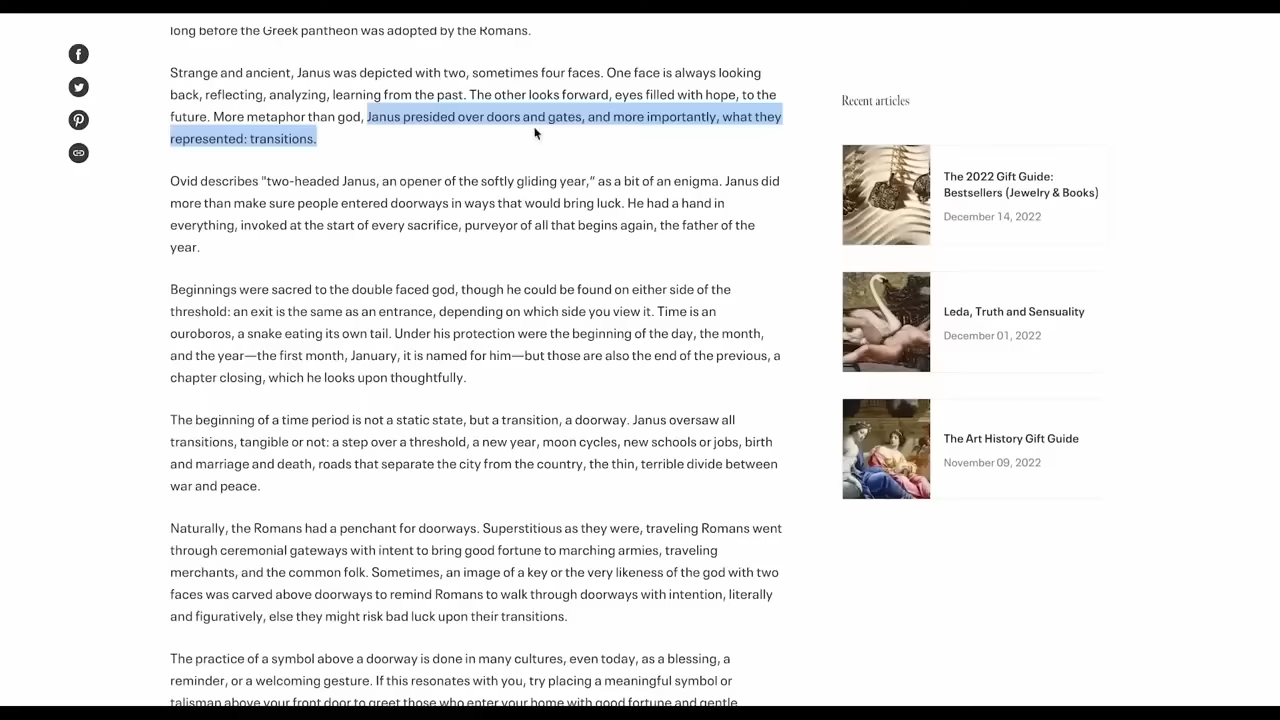 long before the Greek pantheon was adopted by the Romans.
Strange and ancient, Janus was depicted with two, sometimes four faces. One face is always looking
back, reflecting, analyzing, learning from the past. The other looks forward, eyes filled with hope, to the
future. More metaphor than god, Janus presided over doors and gates, and more importantly, what they
represented: transitions.
Ovid describes "two-headed Janus, an opener of the softly gliding year,” as a bit of an enigma. Janus did
more than make sure people entered doorways in ways that would bring luck. He had a hand in
everything, invoked at the start of every sacrifice, purveyor of all that begins again, the father of the
year.
Beginnings were sacred to the double faced god, though he could be found on either side of the
threshold: an exit is the same as an entrance, depending on which side you view it. Time is an
ouroboros, a snake eating its own tail. Under his protection were the beginning of the day, the month,
and the year—the first month, January, it is named for him—but those are also the end of the previous, a
chapter closing, which he looks upon thoughtfully.
The beginning of a time period is not a static state, but a transition, a doorway. Janus oversaw all
transitions, tangible or not: a step over a threshold, a new year, moon cycles, new schools or jobs, birth
and marriage and death, roads that separate the city from the country, the thin, terrible divide between
war and peace.
Naturally, the Romans had a penchant for doorways. Superstitious as they were, traveling Romans went
through ceremonial gateways with intent to bring good fortune to marching armies, traveling
merchants, and the common folk. Sometimes, an image of a key or the very likeness of the god with two
faces was carved above doorways to remind Romans to walk through doorways with intention, literally
and figuratively, else they might risk bad luck upon their transitions.
The practice of a symbol above a doorway is done in many cultures, even today, as a blessing, a
reminder, or a welcoming gesture. If this resonates with you, try placing a meaningful symbol or
talisman above your front door to greet those who enter your home with good fortune and gentle
Recent articles
The 2022 Gift Guide:
Bestsellers (Jewelry & Books)
December 14, 2022
Leda, Truth and Sensuality
December 01, 2022
The Art History Gift Guide
November 09, 2022